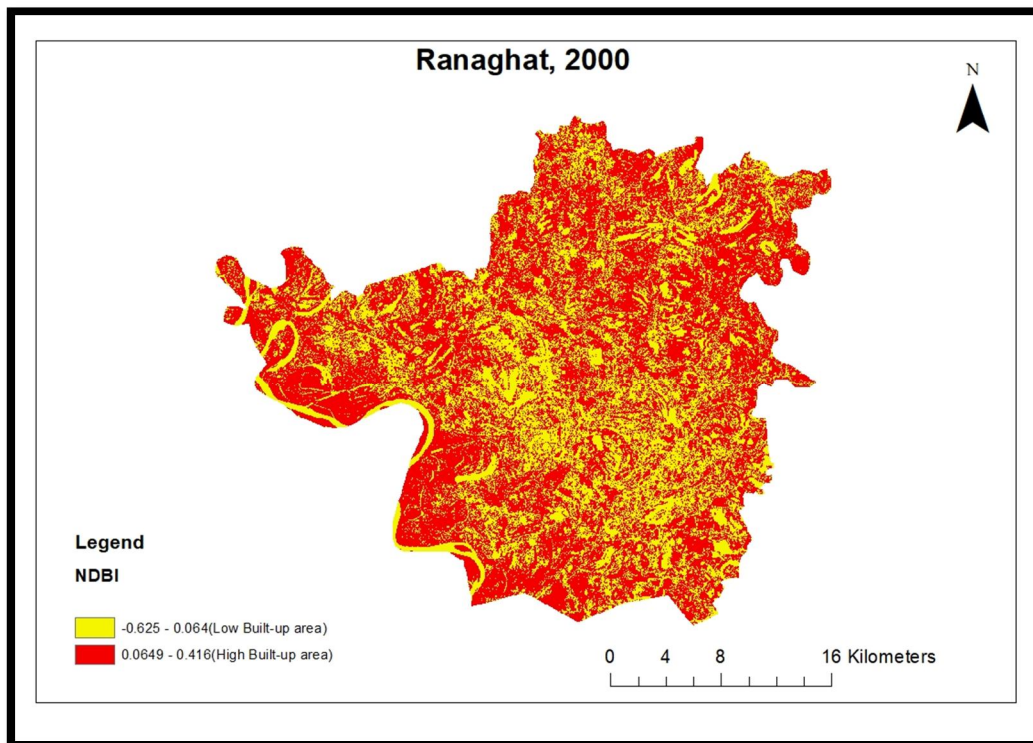 Ranaghat, 2000
N
Legend
NDBI
-0.625 - 0.064(Low Built-up area)
0.0649 - 0.416(High Built-up area)
0 4 8 16 Kilometers